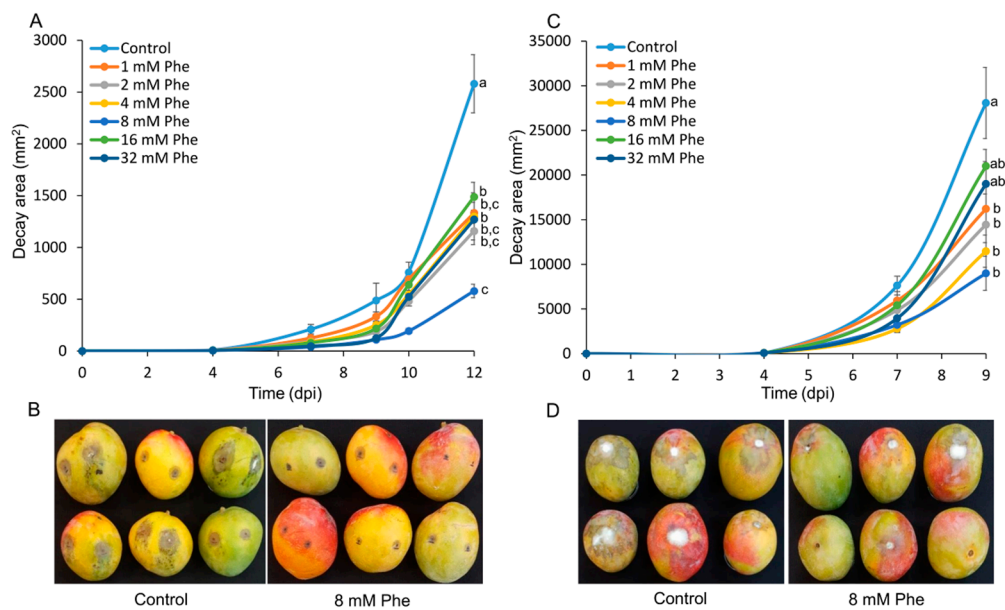 A
3000
2500
2000
1500
1000
500
0
Decay area (mm²)
Control
1 mM Phe
2 mM Phe
4 mM Phe
8 mM Phe
16 mM Phe
32 mM Phe
a
b
b,c
b
b,c
b,c
c
0 2 4 6 8 10 12
Time (dpi)
C
35000
30000
25000
20000
15000
10000
5000
0
Decay area (mm²)
Control
1 mM Phe
2 mM Phe
4 mM Phe
8 mM Phe
16 mM Phe
32 mM Phe
a
ab
ab
b
b
b
b
0 1 2 3 4 5 6 7 8 9
Time (dpi)
B
Control 8 mM Phe
D
Control 8 mM Phe